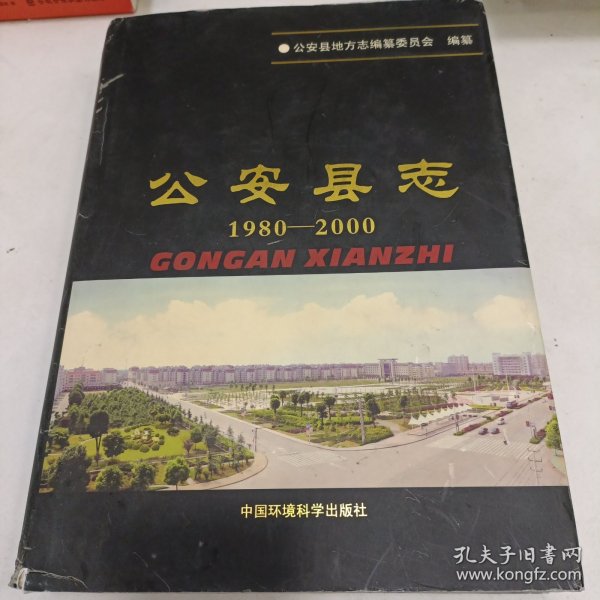 ●公安县地方志编纂委员会 编纂
公安县志
1980—2000
GONGAN XIANZHI
中国环境科学出版社
孔夫子旧书网
www.kongfz.com